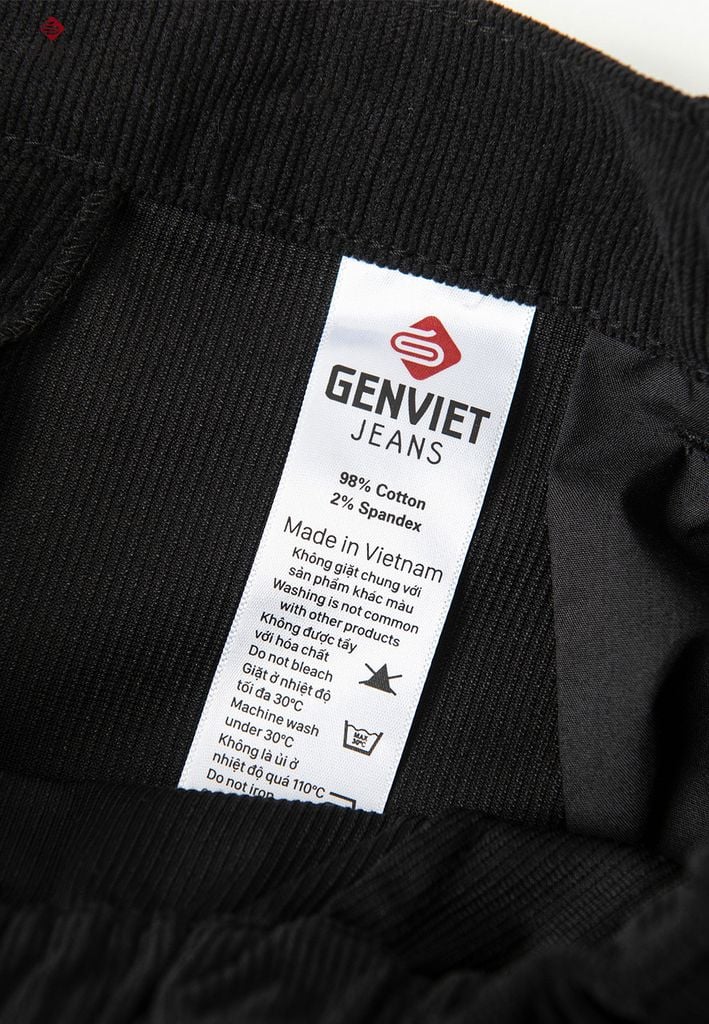 GENVIET
JEANS
98% Cotton
2% Spandex
Made in Vietnam
Không giặt chung với
sản phẩm khác màu
Washing is not common
with other products
Không được tẩy
với hóa chất
Do not bleach
Giặt ở nhiệt độ
tối đa 30°C
Machine wash
under 30°C
MAX
30°C
Không là ủi ở
nhiệt độ quá 110°C
Do not iron